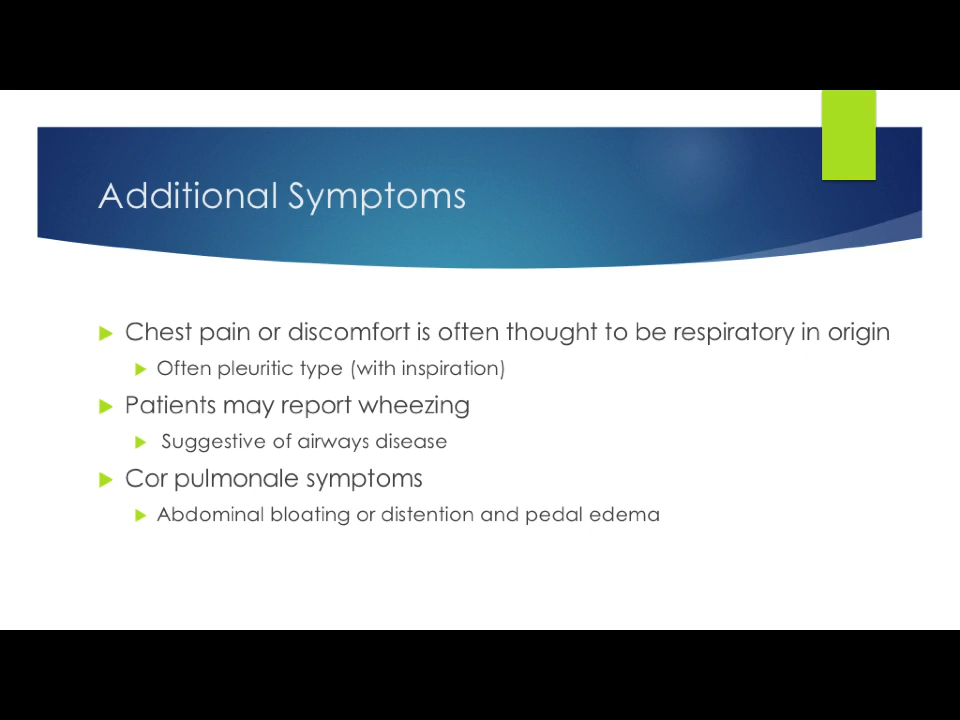 Additional Symptoms
Chest pain or discomfort is often thought to be respiratory in origin
Often pleuritic type (with inspiration)
Patients may report wheezing
Suggestive of airways disease
Cor pulmonale symptoms
Abdominal bloating or distention and pedal edema